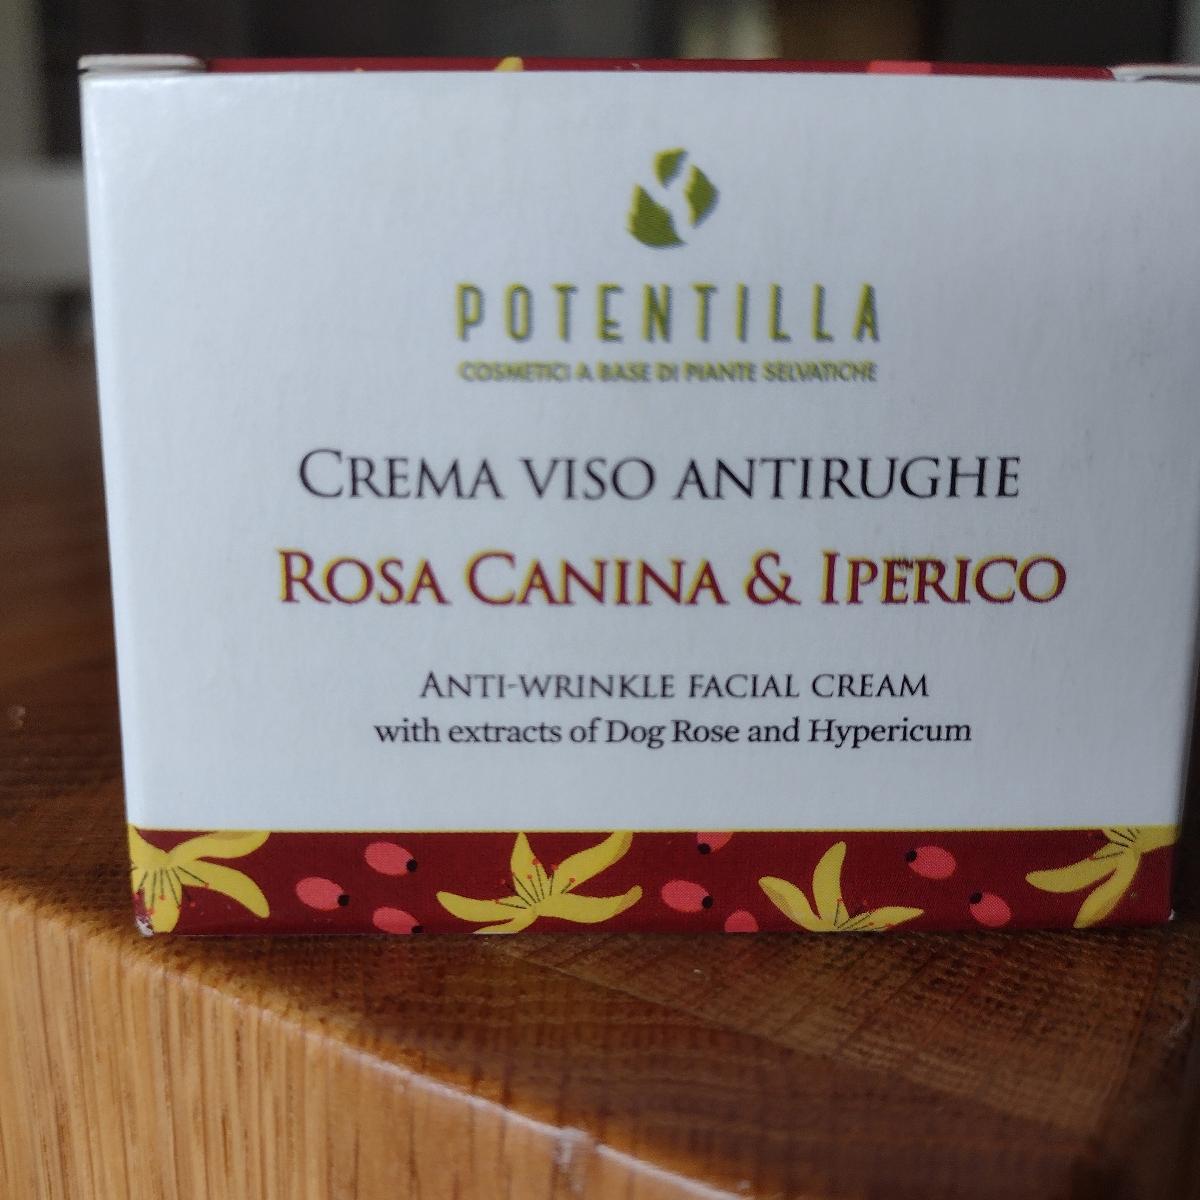 POTENTILLA
COSMETICI A BASE DI PIANTE SELVATICHE
CREMA VISO ANTIRUGHE
ROSA CANINA & IPERICO
ANTI-WRINKLE FACIAL CREAM
with extracts of Dog Rose and Hypericum